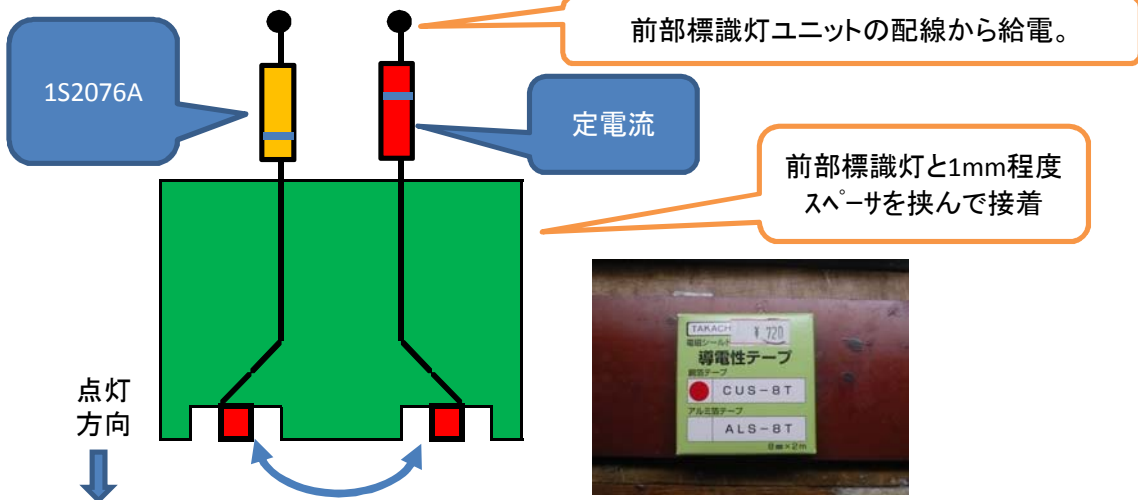 前部標識灯ユニットの配線から給電。
1S2076A
定電流
前部標識灯と1mm程度
スペーサを挟んで接着
点灯
方向
TAKACH
¥720
電磁シールド
導電性テープ
銅箔テープ
CUS-8T
アルミ箔テープ
ALS-8T
8mm×2m